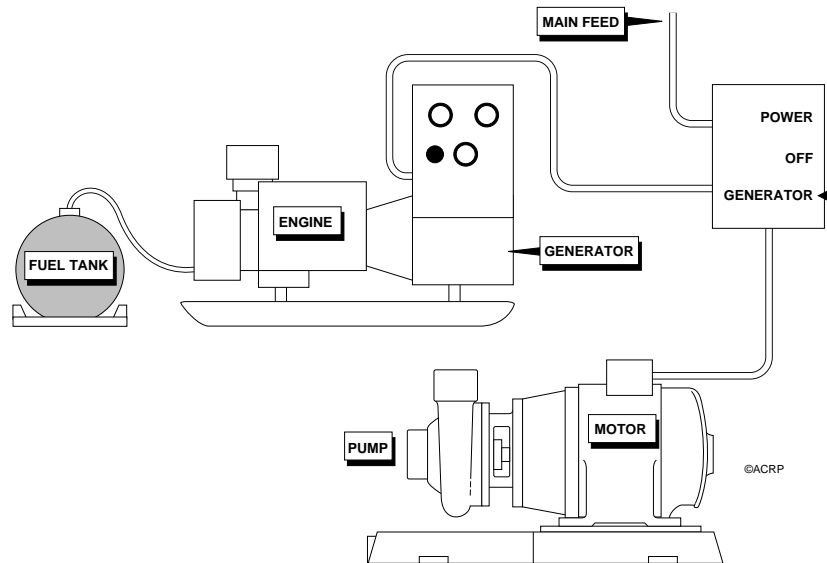 MAIN FEED
POWER
OFF
GENERATOR
ENGINE
GENERATOR
FUEL TANK
MOTOR
PUMP
©ACRP